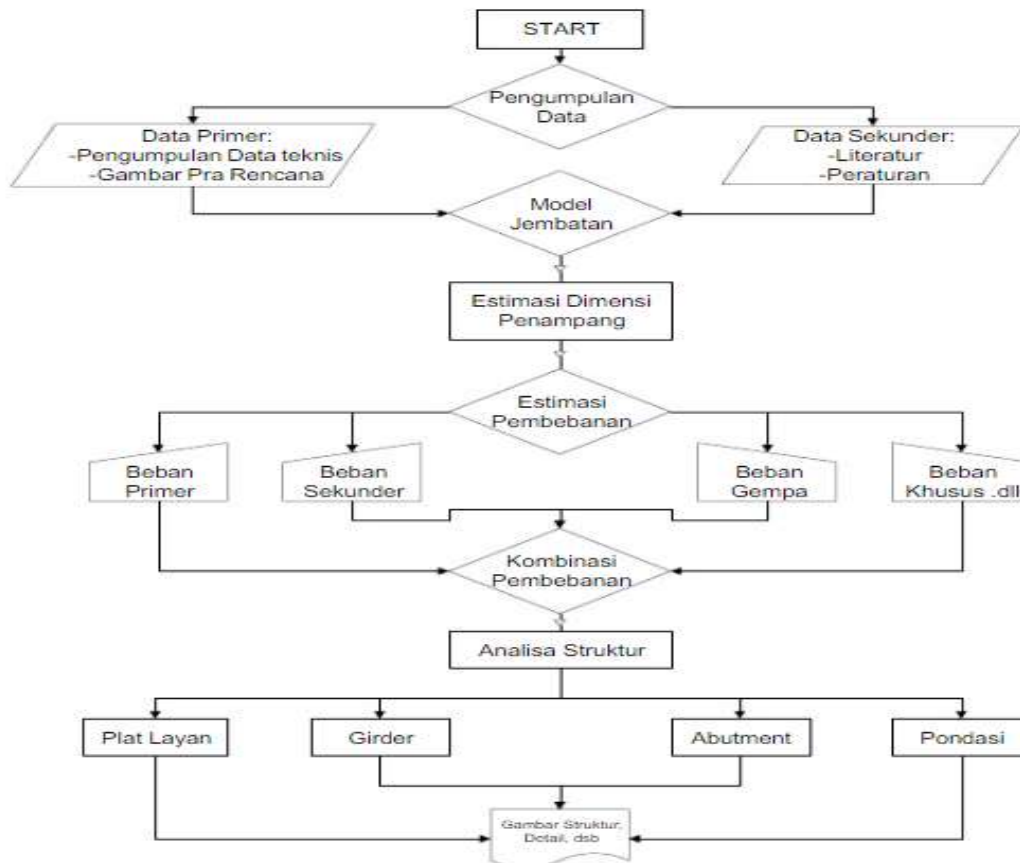 START
Pengumpulan
Data
Data Primer:
-Pengumpulan Data teknis
-Gambar Pra Rencana
Data Sekunder:
-Literatur
-Peraturan
Model
Jembatan
Estimasi Dimensi
Penampang
Estimasi
Pembebanan
Beban
Primer
Beban
Sekunder
Beban
Gempa
Beban
Khusus .dll
Kombinasi
Pembebanan
Analisa Struktur
Plat Layan
Girder
Abutment
Pondasi
Gambar Struktur,
Detail, dsb